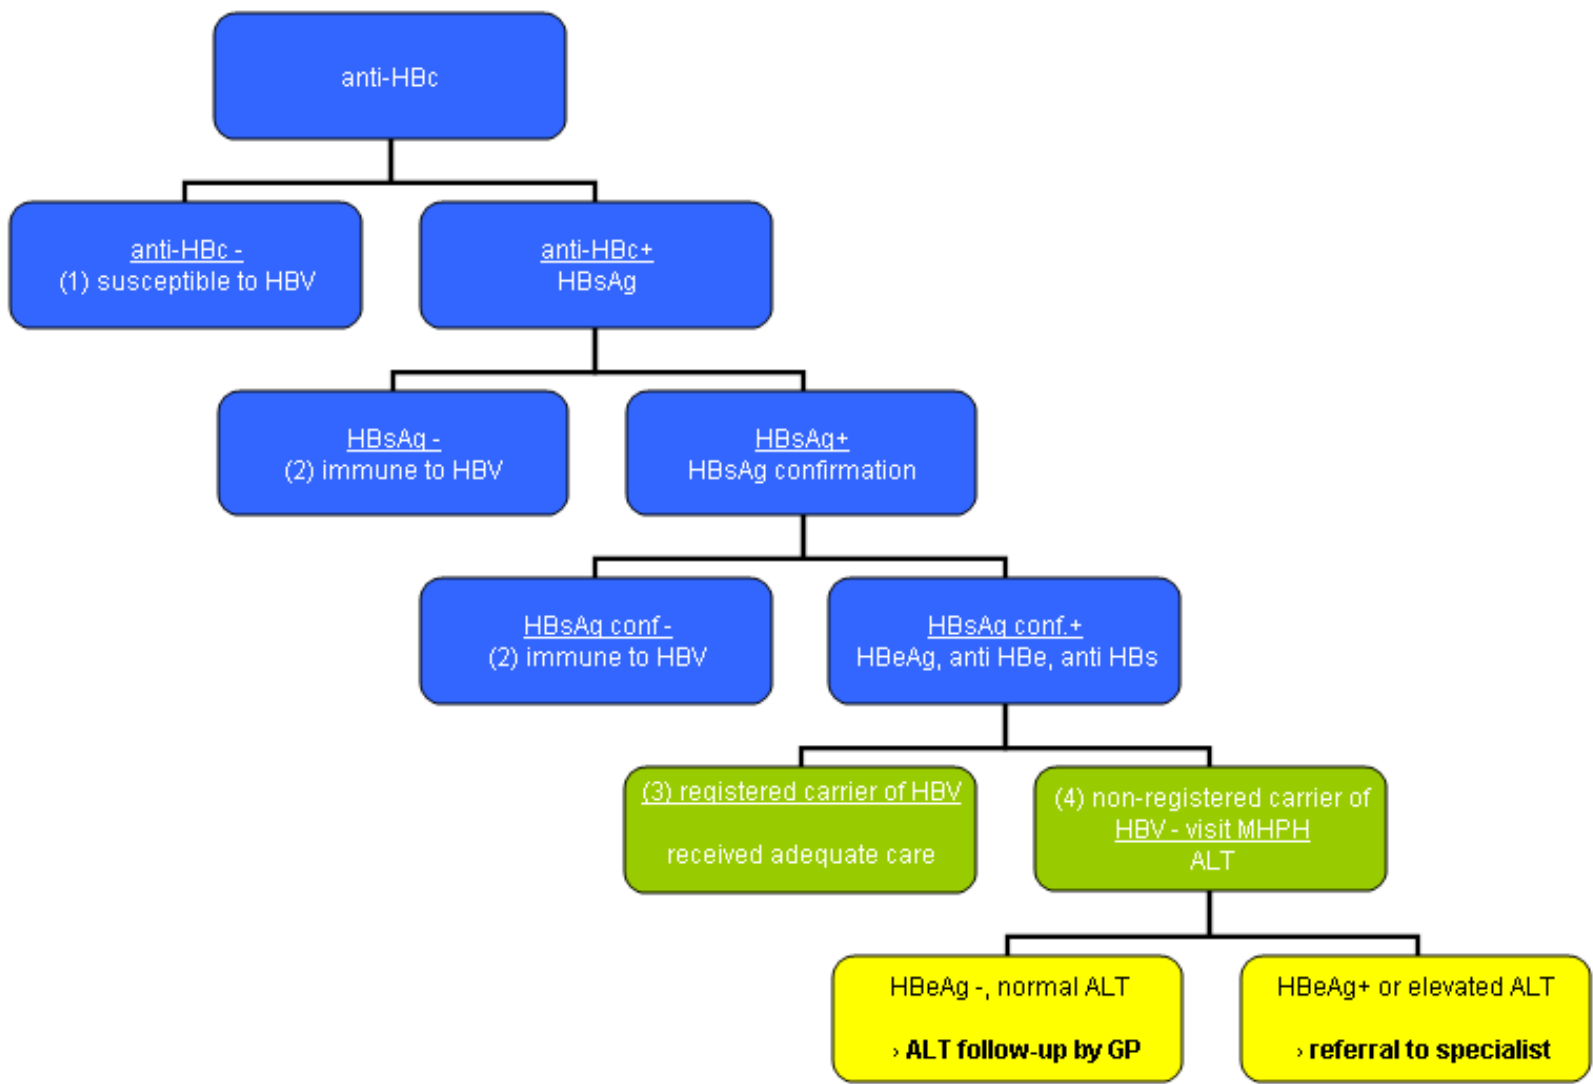 anti-HBc
anti-HBc -
(1) susceptible to HBV
anti-HBc+
HBsAg
HBsAg -
(2) immune to HBV
HBsAg+
HBsAg confirmation
HBsAg conf -
(2) immune to HBV
HBsAg conf.+
HBeAg, anti HBe, anti HBs
(3) registered carrier of HBV
received adequate care
(4) non-registered carrier of
HBV - visit MHPH
ALT
HBeAg -, normal ALT
› ALT follow-up by GP
HBeAg+ or elevated ALT
› referral to specialist